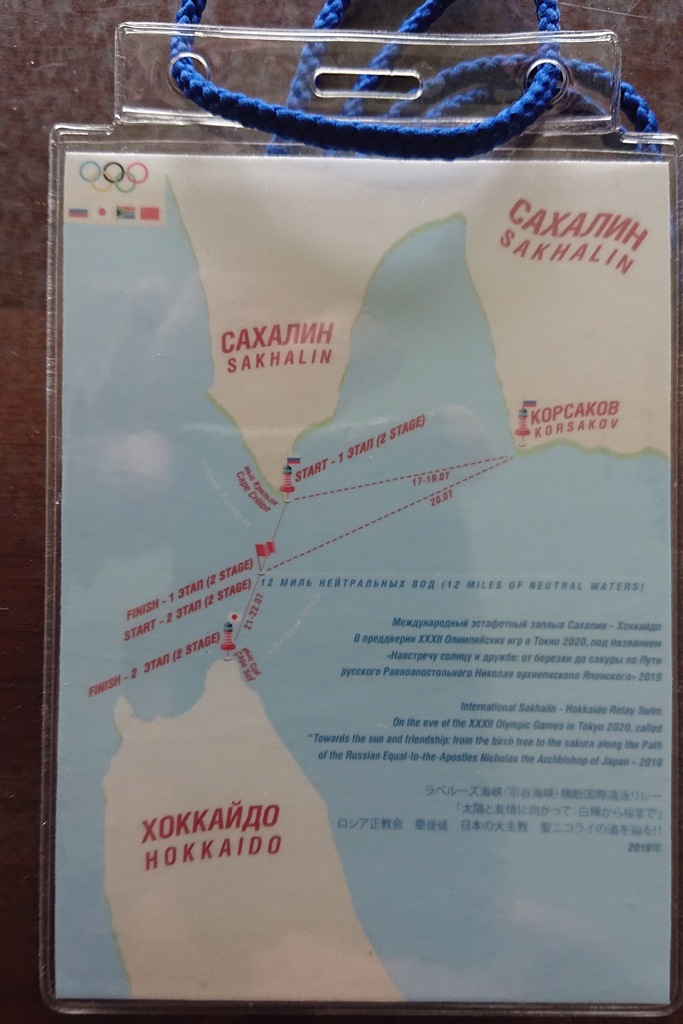 САХАЛИН
SAKHALIN
САХАЛИН
SAKHALIN
КОРСАКОВ
KORSAKOV
START - 1 ЭТАП (2 STAGE)
мыс Крильон
Cape Crillon
17-19.07
20.07
FINISH - 1 ЭТАП (2 STAGE)
START - 2 ЭТАП (2 STAGE)
12 МИЛЬ НЕЙТРАЛЬНЫХ ВОД (12 MILES OF NEUTRAL WATERS)
21-22.07
FINISH - 2 ЭТАП (2 STAGE)
Международный эстафетный заплыв Сахалин - Хоккайдо
В преддверии XXXII Олимпийских игр в Токио 2020, под названием
«Навстречу солнцу и дружбе: от березки до сакуры по Пути
русского Равноапостольного Николая архиепископа Японского» 2019
International Sakhalin - Hokkaido Relay Swim
On the eve of the XXXII Olympic Games in Tokyo 2020, called
"Towards the sun and friendship: from the birch tree to the sakura along the Path
of the Russian Equal-to-the-Apostles Nicholas the Archbishop of Japan » 2019
ラペルーズ海峡(宗谷海峡)横断国際遠泳リレー
「太陽と友情に向かって:白樺から桜まで」
ロシア正教会 亜使徒 日本の大主教 聖ニコライの道を辿る!!
2019年
ХОККАЙДО
HOKKAIDO